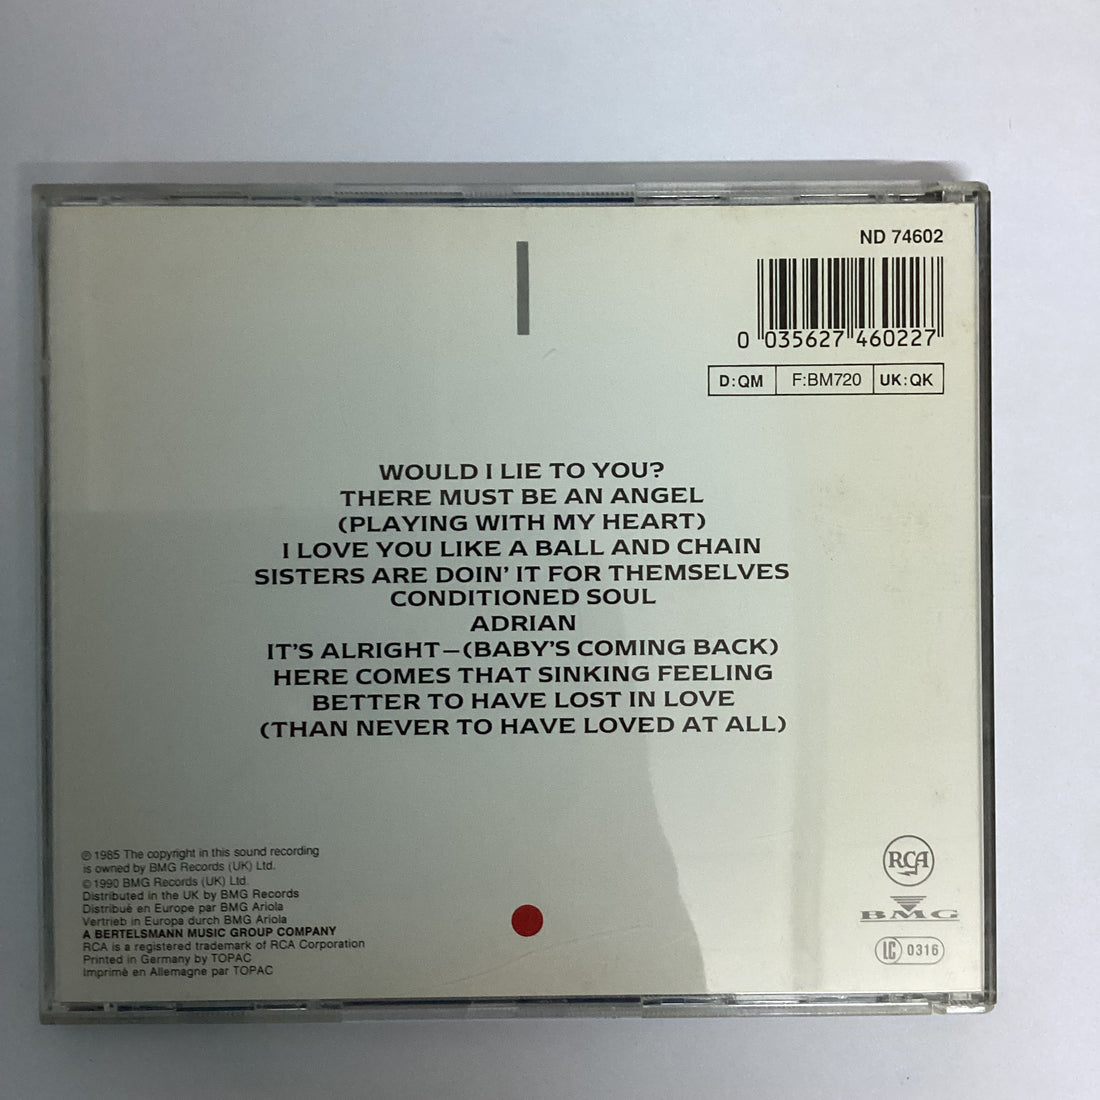 ND 74602
0 035627 460227
D:QM F:BM720 UK:QK
WOULD I LIE TO YOU?
THERE MUST BE AN ANGEL
(PLAYING WITH MY HEART)
I LOVE YOU LIKE A BALL AND CHAIN
SISTERS ARE DOIN' IT FOR THEMSELVES
CONDITIONED SOUL
ADRIAN
IT'S ALRIGHT–(BABY'S COMING BACK)
HERE COMES THAT SINKING FEELING
BETTER TO HAVE LOST IN LOVE
(THAN NEVER TO HAVE LOVED AT ALL)
℗ 1985 The copyright in this sound recording
is owned by BMG Records (UK) Ltd.
© 1990 BMG Records (UK) Ltd.
Distributed in the UK by BMG Records
Distribué en Europe par BMG Ariola
Vertrieb in Europa durch BMG Ariola
A BERTELSMANN MUSIC GROUP COMPANY
RCA is a registered trademark of RCA Corporation
Printed in Germany by TOPAC
Imprimé en Allemagne par TOPAC
RCA
BMG
LC 0316